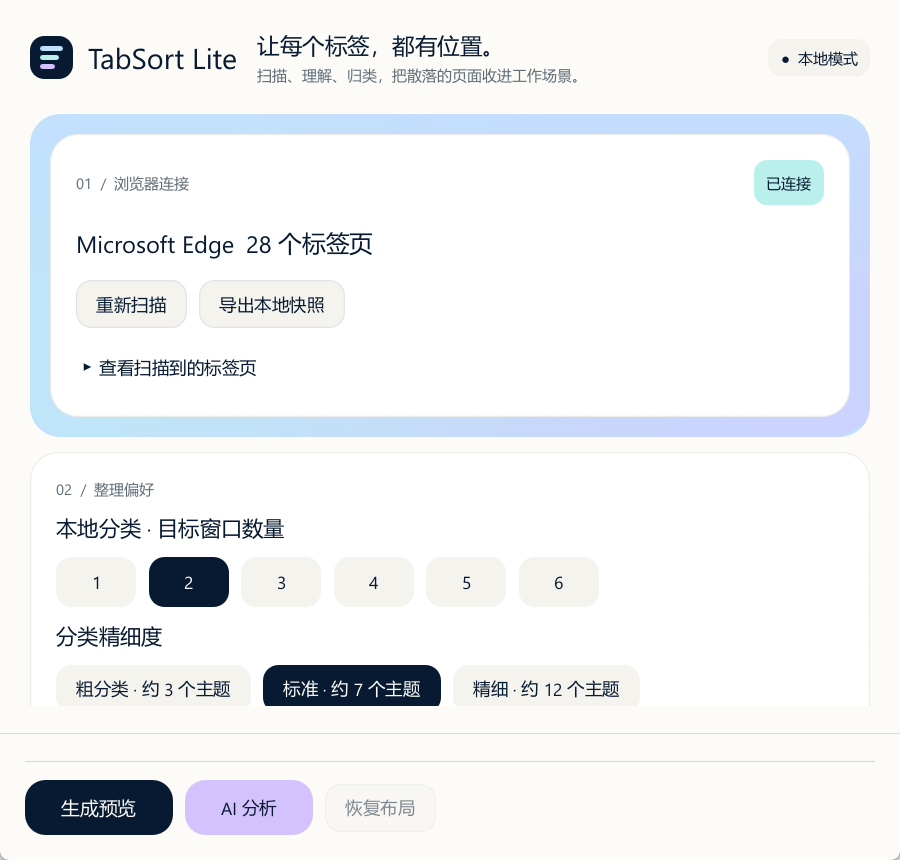 TabSort Lite
让每个标签，都有位置。
扫描、理解、归类，把散落的页面收进工作场景。
● 本地模式
01 / 浏览器连接
已连接
Microsoft Edge 28 个标签页
重新扫描
导出本地快照
▸ 查看扫描到的标签页
02 / 整理偏好
本地分类 · 目标窗口数量
1
2
3
4
5
6
分类精细度
粗分类 · 约 3 个主题
标准 · 约 7 个主题
精细 · 约 12 个主题
生成预览
AI 分析
恢复布局